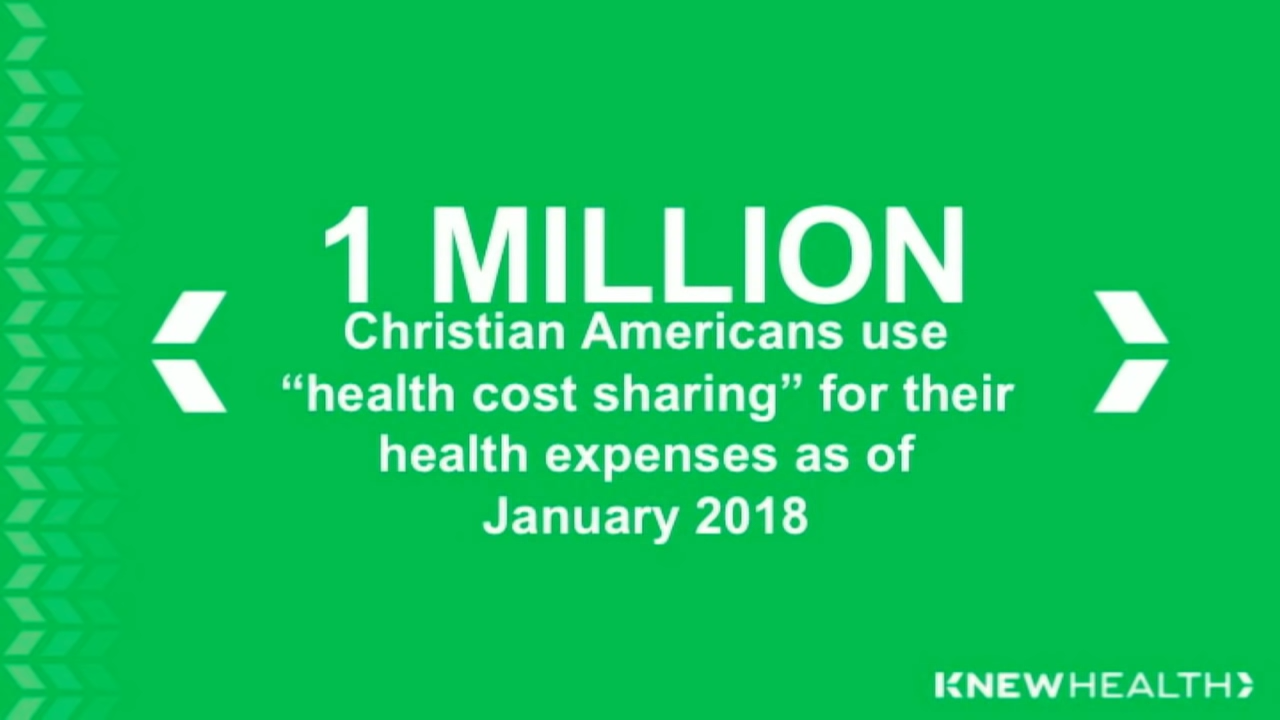 1 MILLION
Christian Americans use
“health cost sharing” for their
health expenses as of
January 2018
KNEWHEALTH